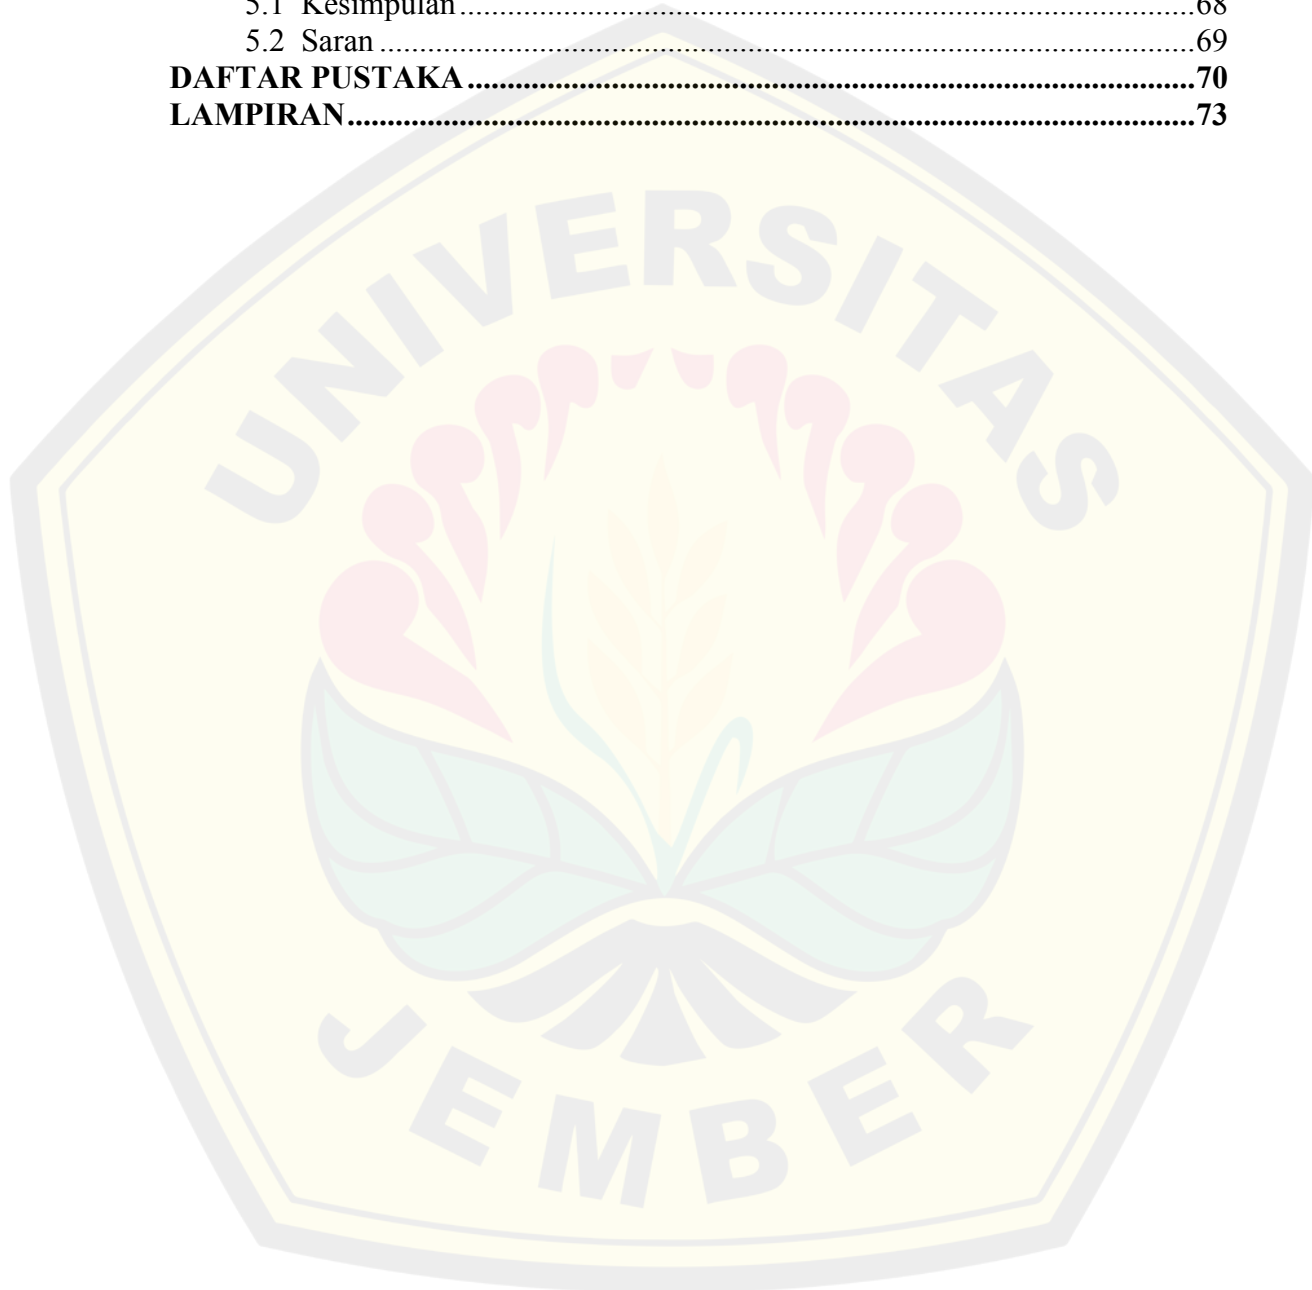 5.1 Kesimpulan....................................................................................................68
5.2 Saran...............................................................................................................69
DAFTAR PUSTAKA...................................................................................................70
LAMPIRAN....................................................................................................................73
UNIVERSITAS
JEMBER